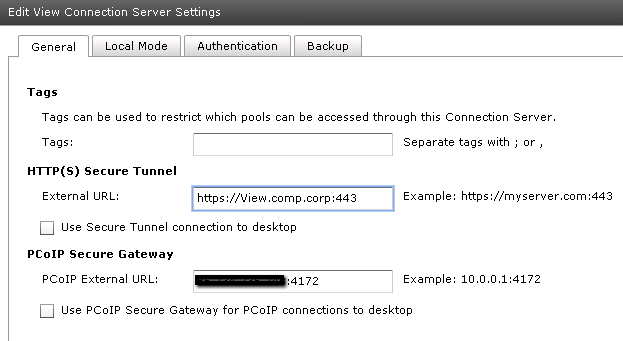 Edit View Connection Server Settings
General Local Mode Authentication Backup
Tags
Tags can be used to restrict which pools can be accessed through this Connection Server.
Tags: Separate tags with ; or ,
HTTP(S) Secure Tunnel
External URL: https://View.comp.corp:443 Example: https://myserver.com:443
Use Secure Tunnel connection to desktop
PCoIP Secure Gateway
PCoIP External URL: :4172 Example: 10.0.0.1:4172
Use PCoIP Secure Gateway for PCoIP connections to desktop